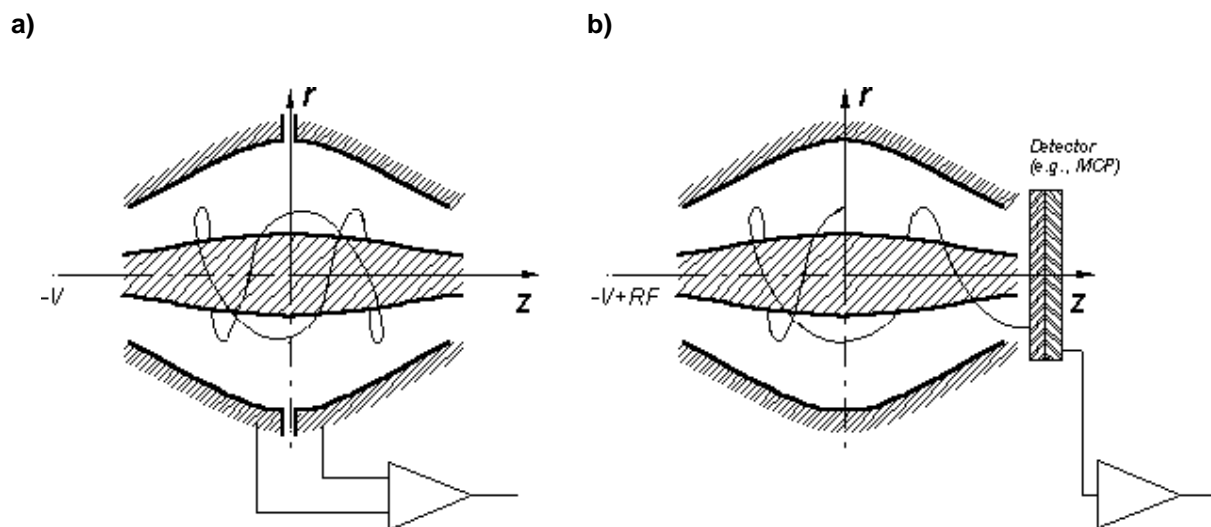 a)
b)
r
r
Detector
(e.g., MCP)
-V
z
-V+RF
z